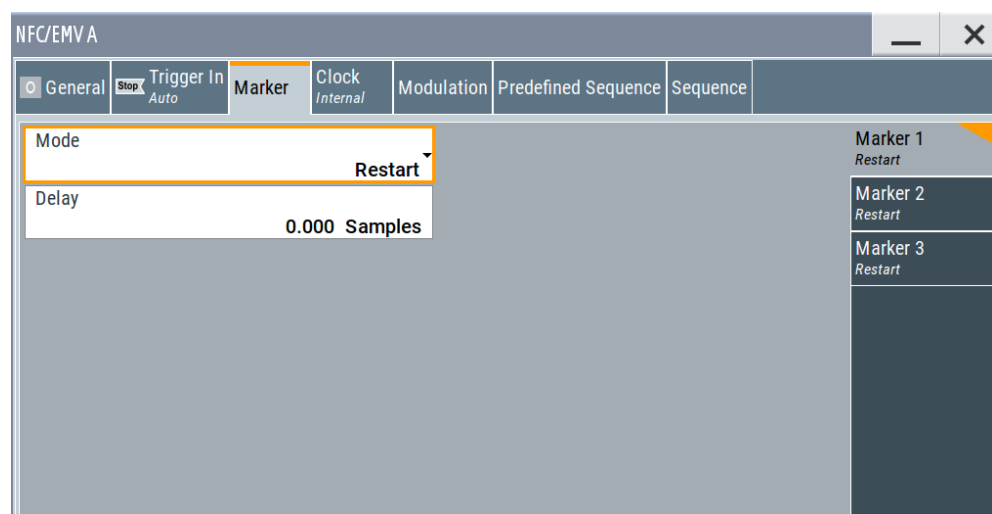 NFC/EMV A
O General
Stop Trigger In
Auto
Marker
Clock
Internal
Modulation
Predefined Sequence
Sequence
Mode
Restart
Delay
0.000 Samples
Marker 1
Restart
Marker 2
Restart
Marker 3
Restart